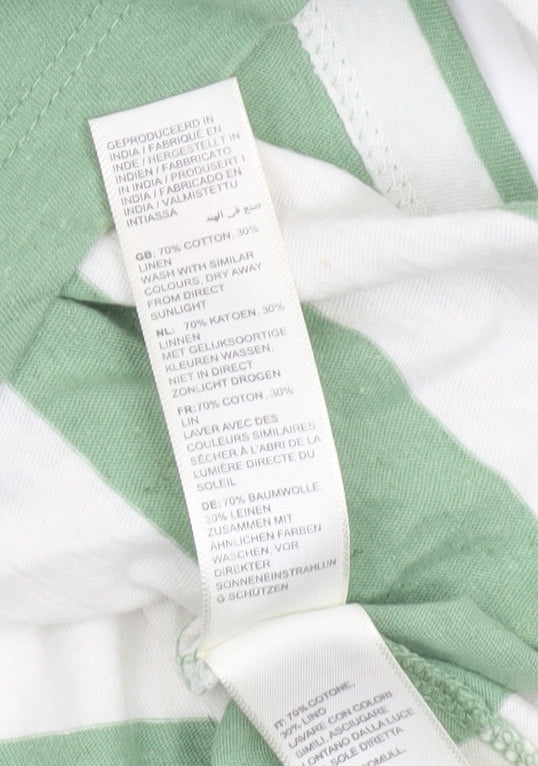 GEPRODUCEERD IN
INDIA / FABRIQUÉ EN
INDE / HERGESTELLT IN
INDIEN / FABBRICATO
IN INDIA / PRODUSERT I
INDIA / FABRICADO EN
INDIA / VALMISTETTU
INTIASSA
صنع في الهند
GB: 70% COTTON, 30%
LINEN
WASH WITH SIMILAR
COLOURS, DRY AWAY
FROM DIRECT
SUNLIGHT
NL: 70% KATOEN, 30%
LINNEN
MET GELIJKSOORTIGE
KLEUREN WASSEN,
NIET IN DIRECT
ZONLICHT DROGEN
FR:70% COTON, 30%
LIN
LAVER AVEC DES
COULEURS SIMILAIRES,
SÉCHER À L'ABRI DE LA
LUMIÈRE DIRECTE DU
SOLEIL
DE: 70% BAUMWOLLE,
30% LEINEN
ZUSAMMEN MIT
ÄHNLICHEN FARBEN
WASCHEN, VOR
DIREKTER
SONNENEINSTRAHLUN
G SCHÜTZEN
IT: 70% COTONE,
30% LINO
LAVARE CON COLORI
SIMILI, ASCIUGARE
LONTANO DALLA LUCE
SOLE DIRETTA